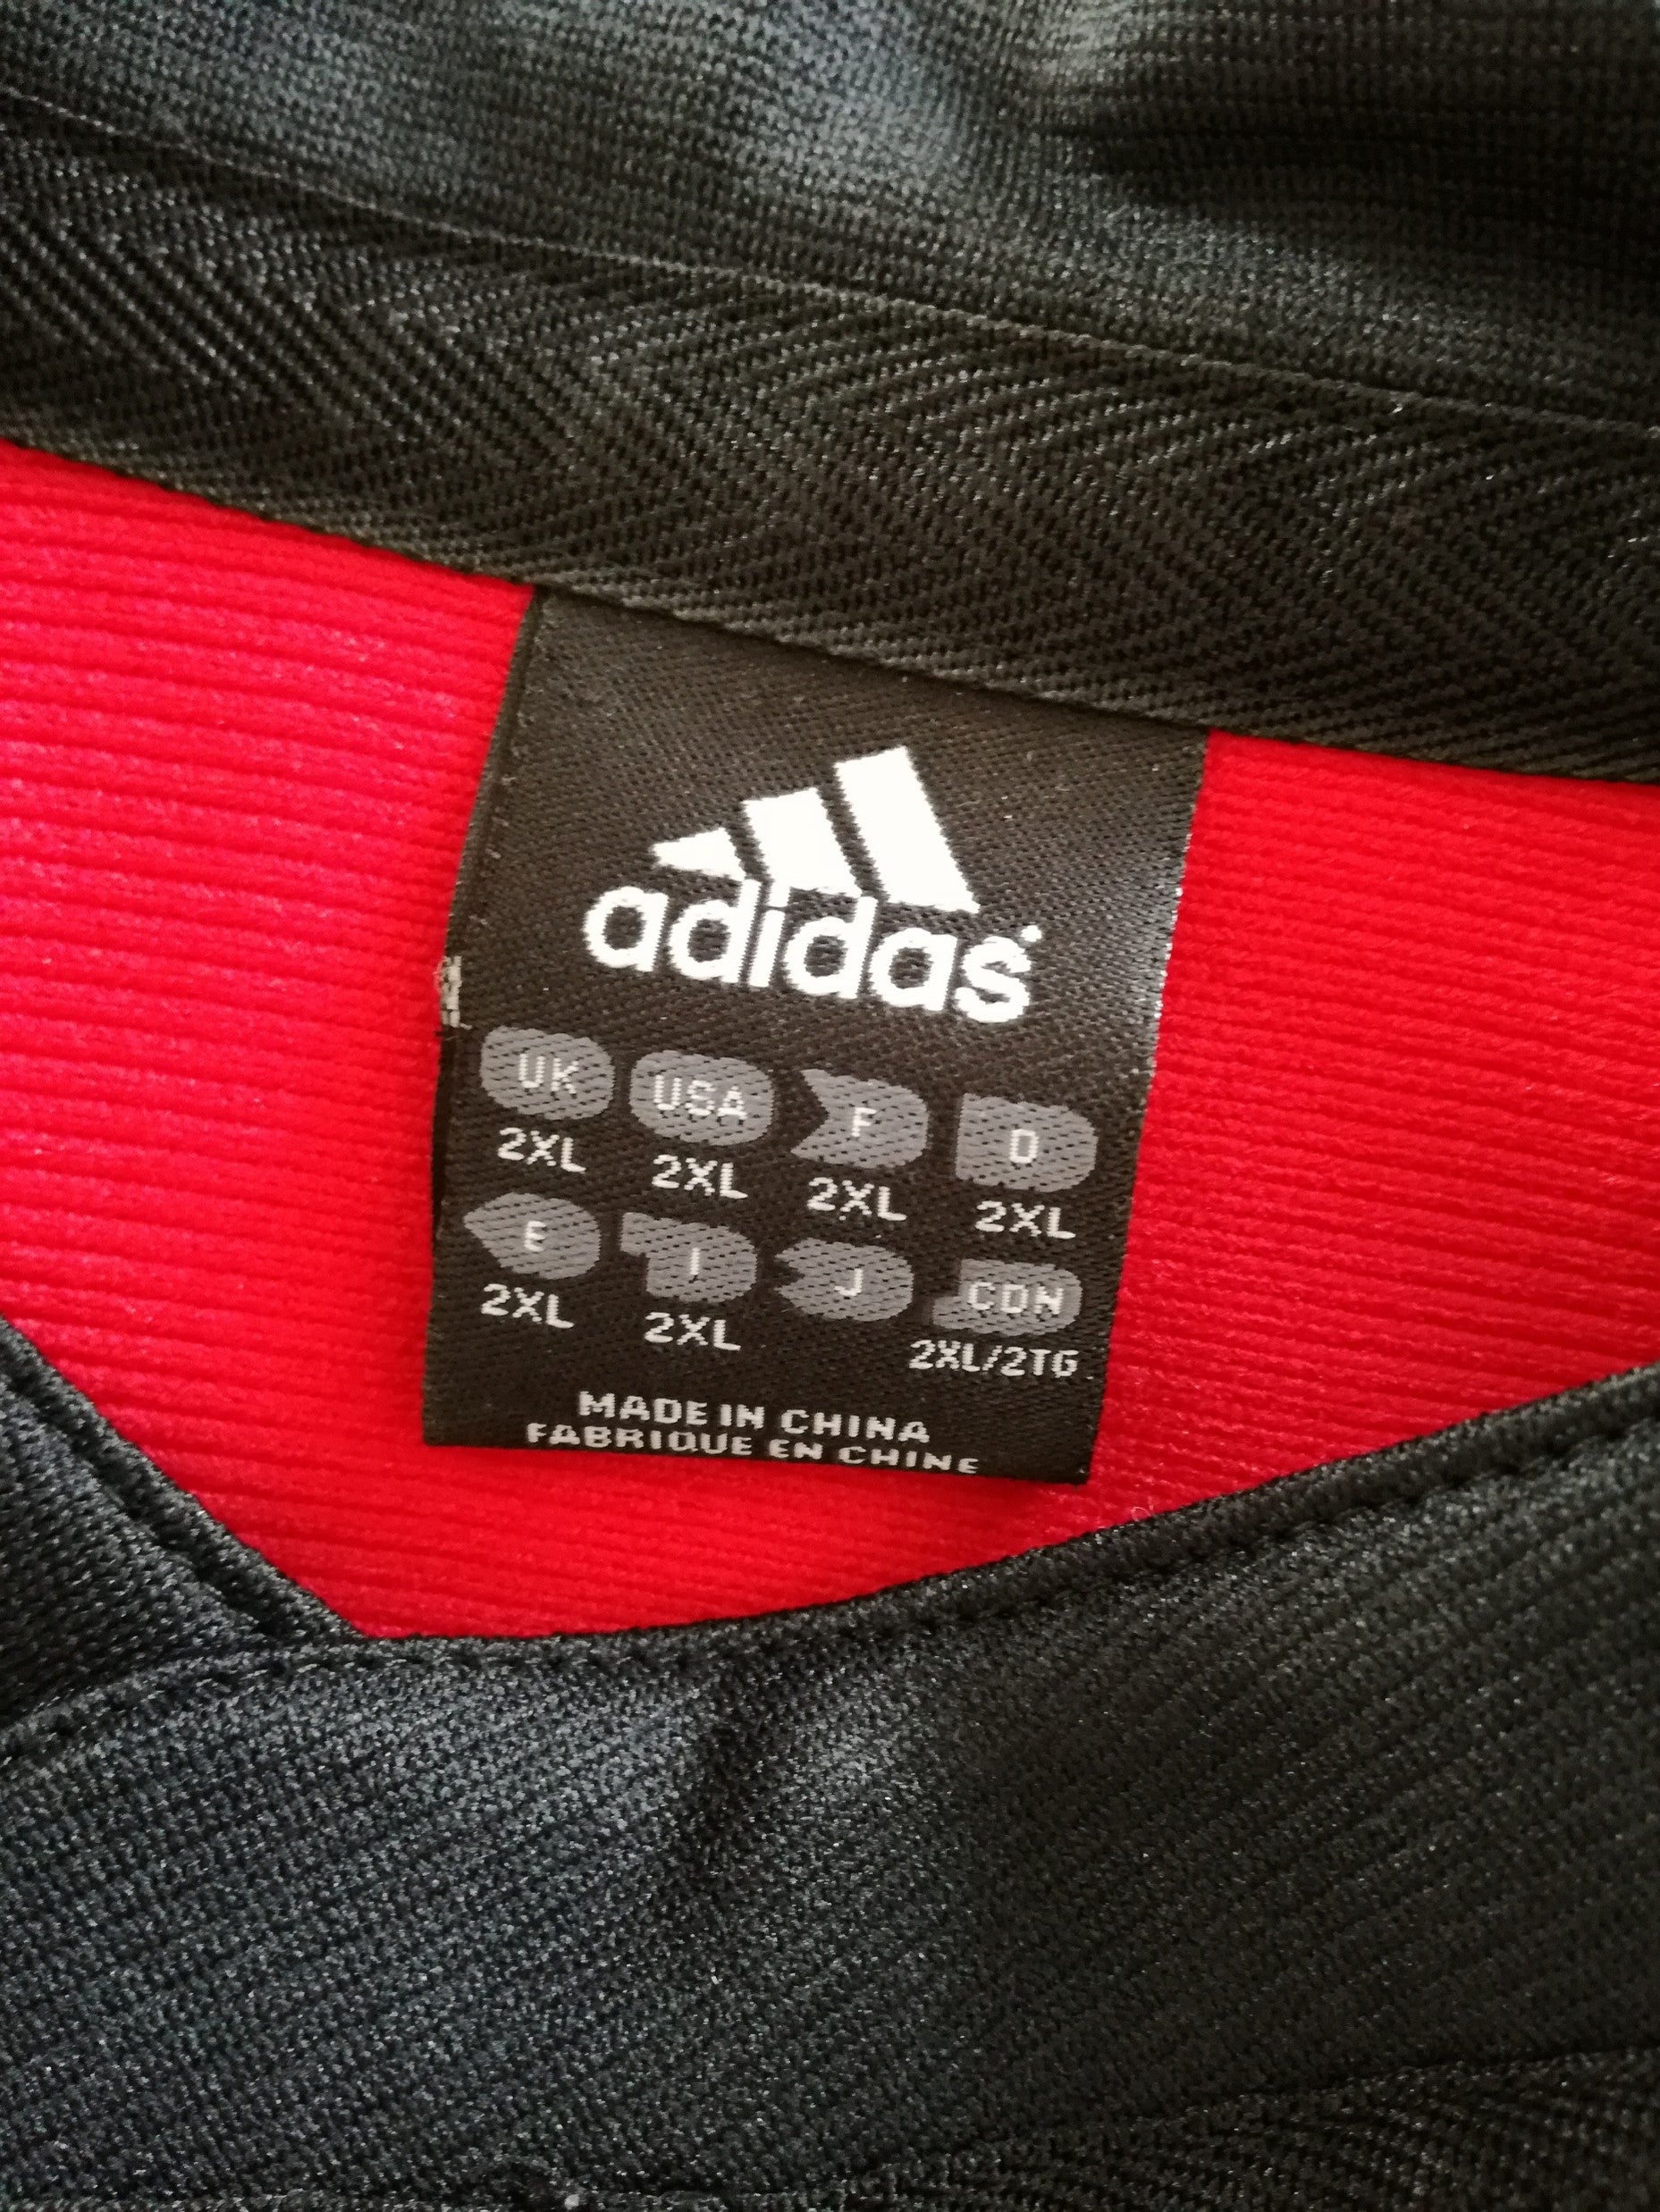 adidas
UK USA F D
2XL 2XL 2XL 2XL
E I J CDN
2XL 2XL 2XL/2TG
MADE IN CHINA
FABRIQUE EN CHINE